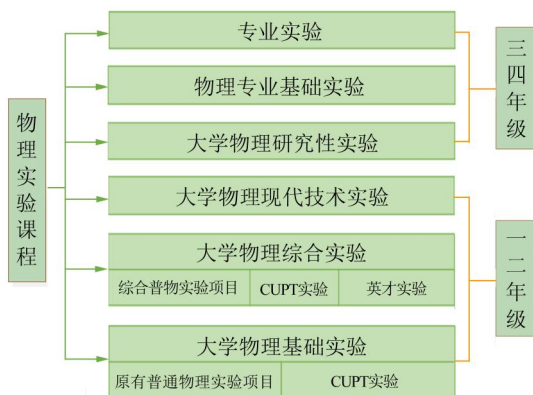 物理实验课程
专业实验
物理专业基础实验
大学物理研究性实验
三四年级
大学物理现代技术实验
大学物理综合实验
综合普物实验项目
CUPT实验
英才实验
大学物理基础实验
原有普通物理实验项目
CUPT实验
一二年级